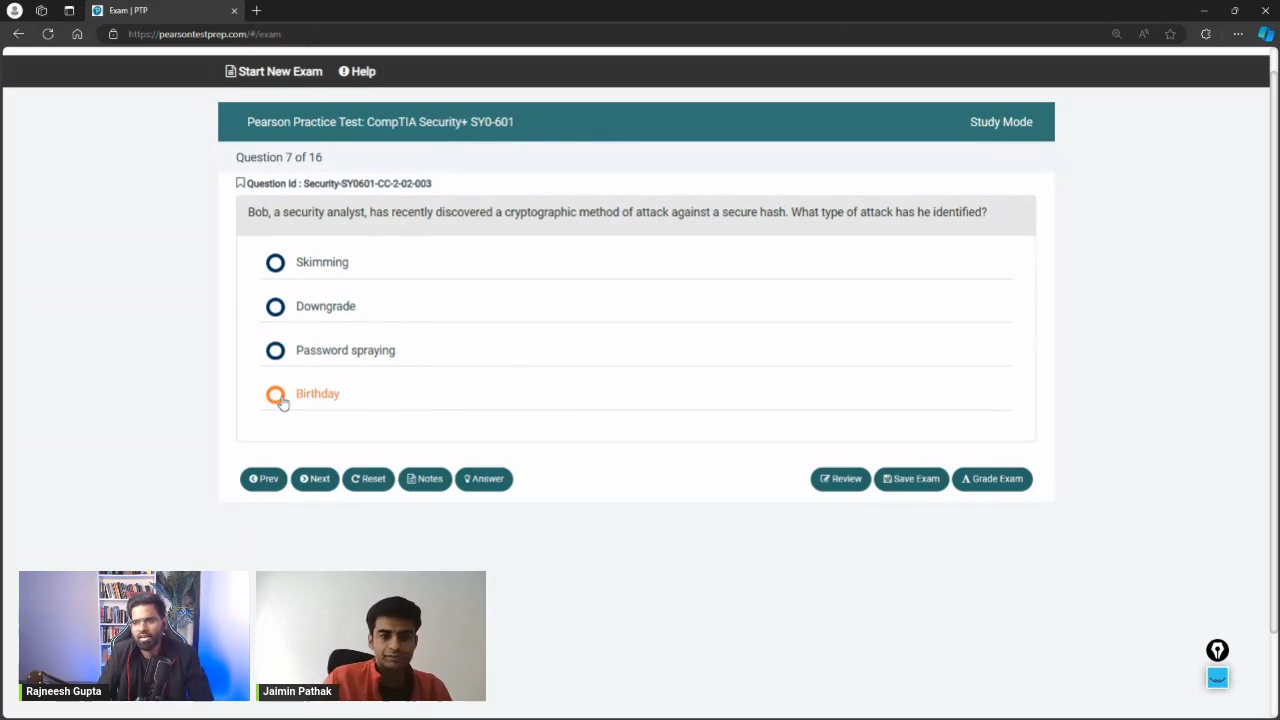 Exam | PTP
https://pearsontestprep.com/#/exam
Start New Exam Help
Pearson Practice Test: CompTIA Security+ SY0-601 Study Mode
Question 7 of 16
Question Id : Security-SY0601-CC-2-02-003
Bob, a security analyst, has recently discovered a cryptographic method of attack against a secure hash. What type of attack has he identified?
Skimming
Downgrade
Password spraying
Birthday
Prev Next Reset Notes Answer Review Save Exam Grade Exam
Rajneesh Gupta Jaimin Pathak